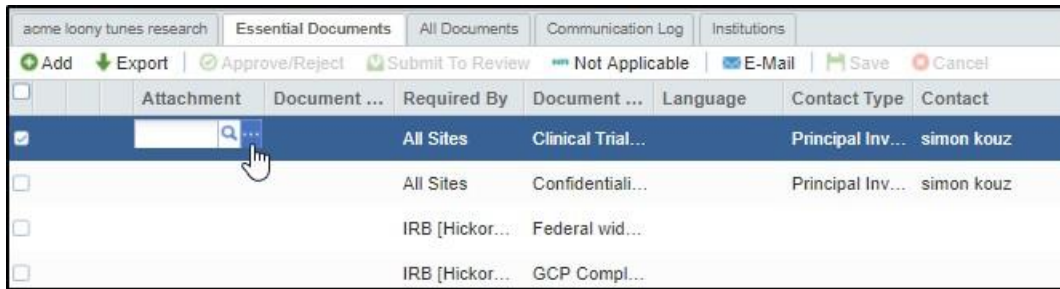 acme loony tunes research Essential Documents All Documents Communication Log Institutions
Add Export Approve/Reject Submit To Review Not Applicable E-Mail Save Cancel
Attachment Document ... Required By Document ... Language Contact Type Contact
... All Sites Clinical Trial... Principal Inv... simon kouz
All Sites Confidentiali... Principal Inv... simon kouz
IRB [Hickor... Federal wid...
IRB [Hickor... GCP Compl...